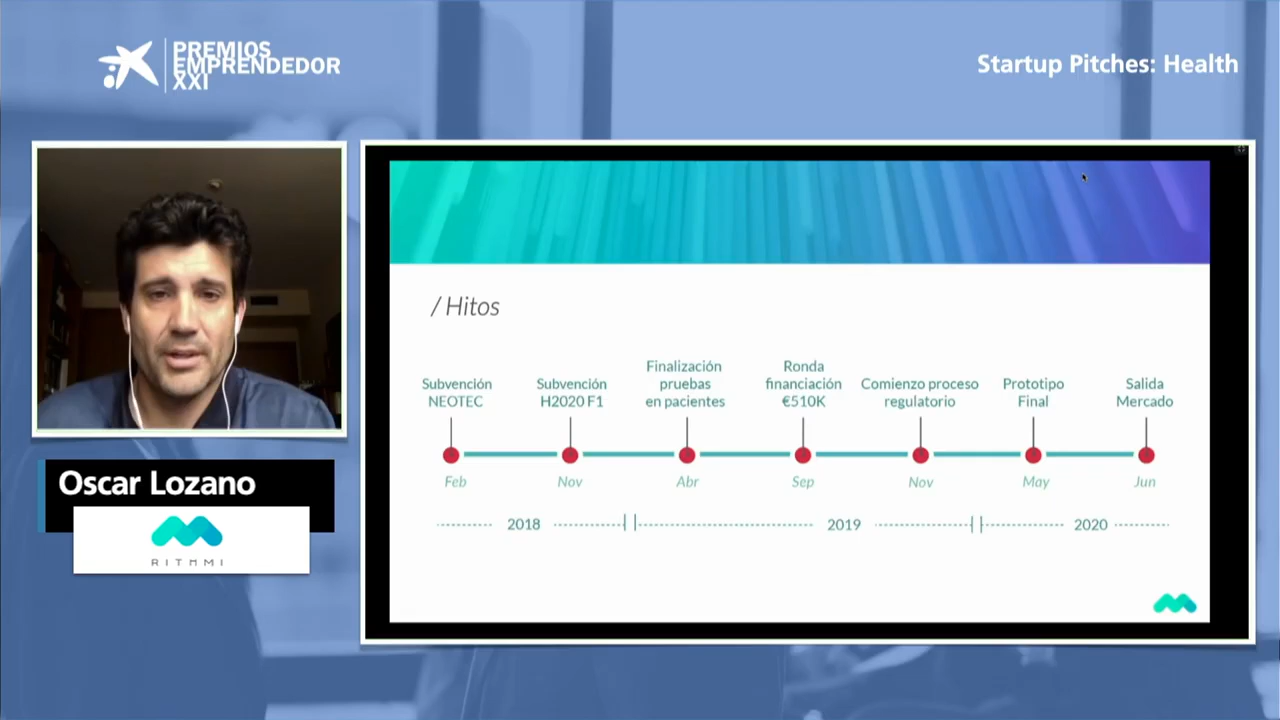 PREMIOS
EMPRENDEDOR
XXI
Startup Pitches: Health
/ Hitos
Subvención
NEOTEC
Subvención
H2020 F1
Finalización
pruebas
en pacientes
Ronda
financiación
€510K
Comienzo proceso
regulatorio
Prototipo
Final
Salida
Mercado
Feb
Nov
Abr
Sep
Nov
May
Jun
2018
2019
2020
Oscar Lozano
RITHMI